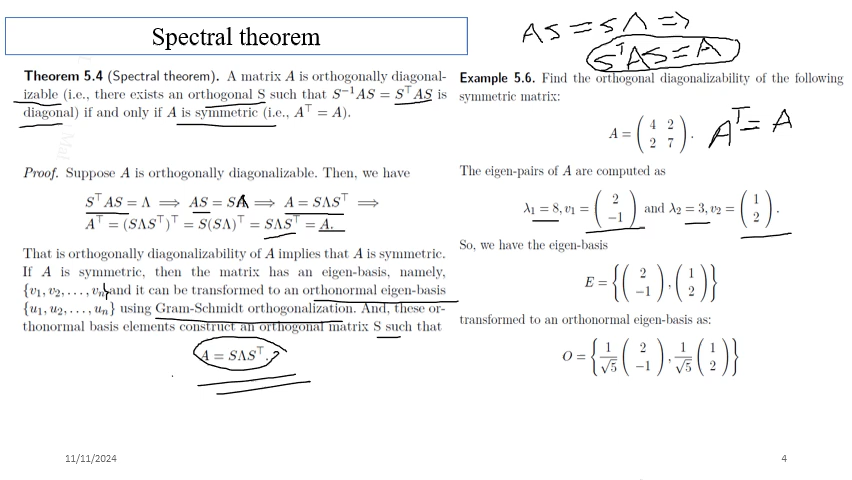 Spectral theorem
AS = SΛ ⇒
SᵀAS = Λ
Theorem 5.4 (Spectral theorem). A matrix A is orthogonally diagonal-
izable (i.e., there exists an orthogonal S such that S⁻¹AS = SᵀAS is
diagonal) if and only if A is symmetric (i.e., Aᵀ = A).
Proof. Suppose A is orthogonally diagonalizable. Then, we have
SᵀAS = Λ ⟹ AS = SΛ ⟹ A = SΛSᵀ ⟹
Aᵀ = (SΛSᵀ)ᵀ = S(SΛ)ᵀ = SΛSᵀ = A.
That is orthogonally diagonalizability of A implies that A is symmetric.
If A is symmetric, then the matrix has an eigen-basis, namely,
{v₁, v₂, . . . , vₙ} and it can be transformed to an orthonormal eigen-basis
{u₁, u₂, . . . , uₙ} using Gram-Schmidt orthogonalization. And, these or-
thonormal basis elements construct an orthogonal matrix S such that
A = SΛSᵀ.
Example 5.6. Find the orthogonal diagonalizability of the following
symmetric matrix:
A = ( 4 2
2 7 ) .
Aᵀ = A
The eigen-pairs of A are computed as
λ₁ = 8, v₁ = ( 2
−1 ) and λ₂ = 3, v₂ = ( 1
2 ) .
So, we have the eigen-basis
E = { ( 2
−1 ) , ( 1
2 ) }
transformed to an orthonormal eigen-basis as:
O = { 1/√5 ( 2
−1 ) , 1/√5 ( 1
2 ) }
11/11/2024
4